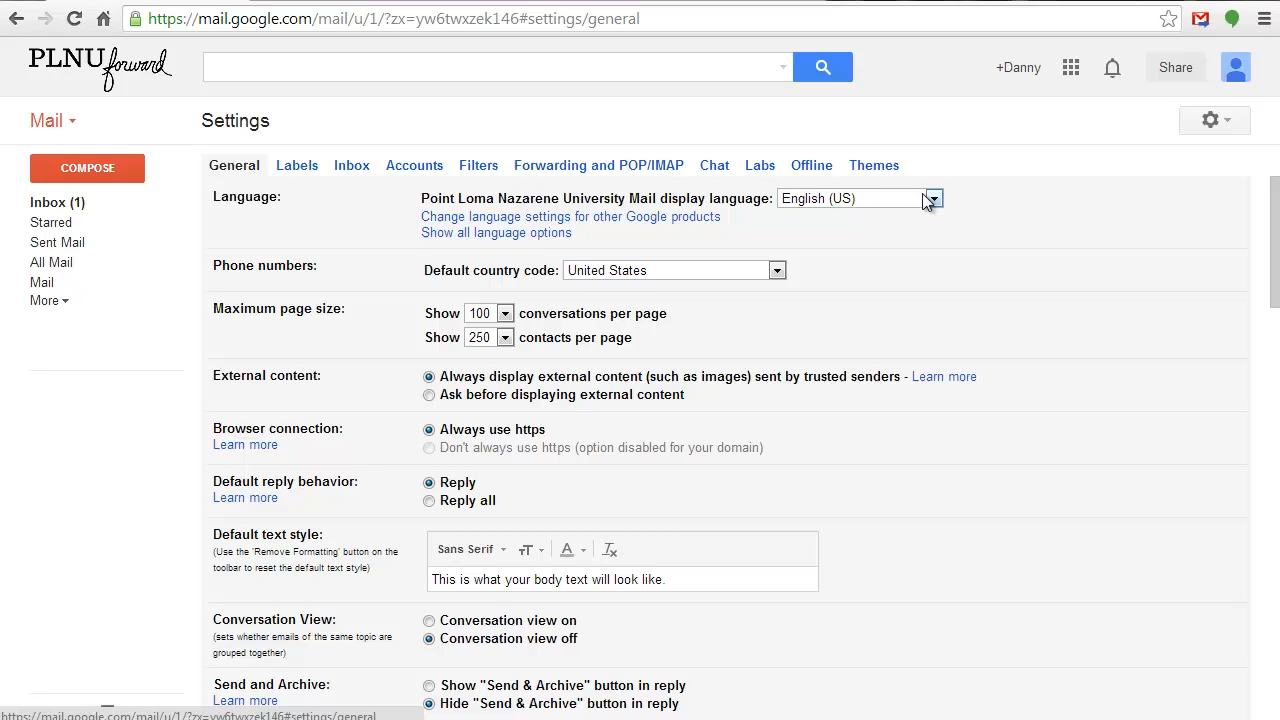 https://mail.google.com/mail/u/1/?zx=yw6twxzek146#settings/general
PLNU forward
+Danny
Share
Mail
Settings
COMPOSE
Inbox (1)
Starred
Sent Mail
All Mail
Mail
More
General Labels Inbox Accounts Filters Forwarding and POP/IMAP Chat Labs Offline Themes
Language:
Point Loma Nazarene University Mail display language: English (US)
Change language settings for other Google products
Show all language options
Phone numbers:
Default country code: United States
Maximum page size:
Show 100 conversations per page
Show 250 contacts per page
External content:
Always display external content (such as images) sent by trusted senders - Learn more
Ask before displaying external content
Browser connection:
Learn more
Always use https
Don't always use https (option disabled for your domain)
Default reply behavior:
Learn more
Reply
Reply all
Default text style:
(Use the 'Remove Formatting' button on the
toolbar to reset the default text style)
Sans Serif
This is what your body text will look like.
Conversation View:
(sets whether emails of the same topic are
grouped together)
Conversation view on
Conversation view off
Send and Archive:
Learn more
Show "Send & Archive" button in reply
Hide "Send & Archive" button in reply
https://mail.google.com/mail/u/1/?zx=yw6twxzek146#settings/general